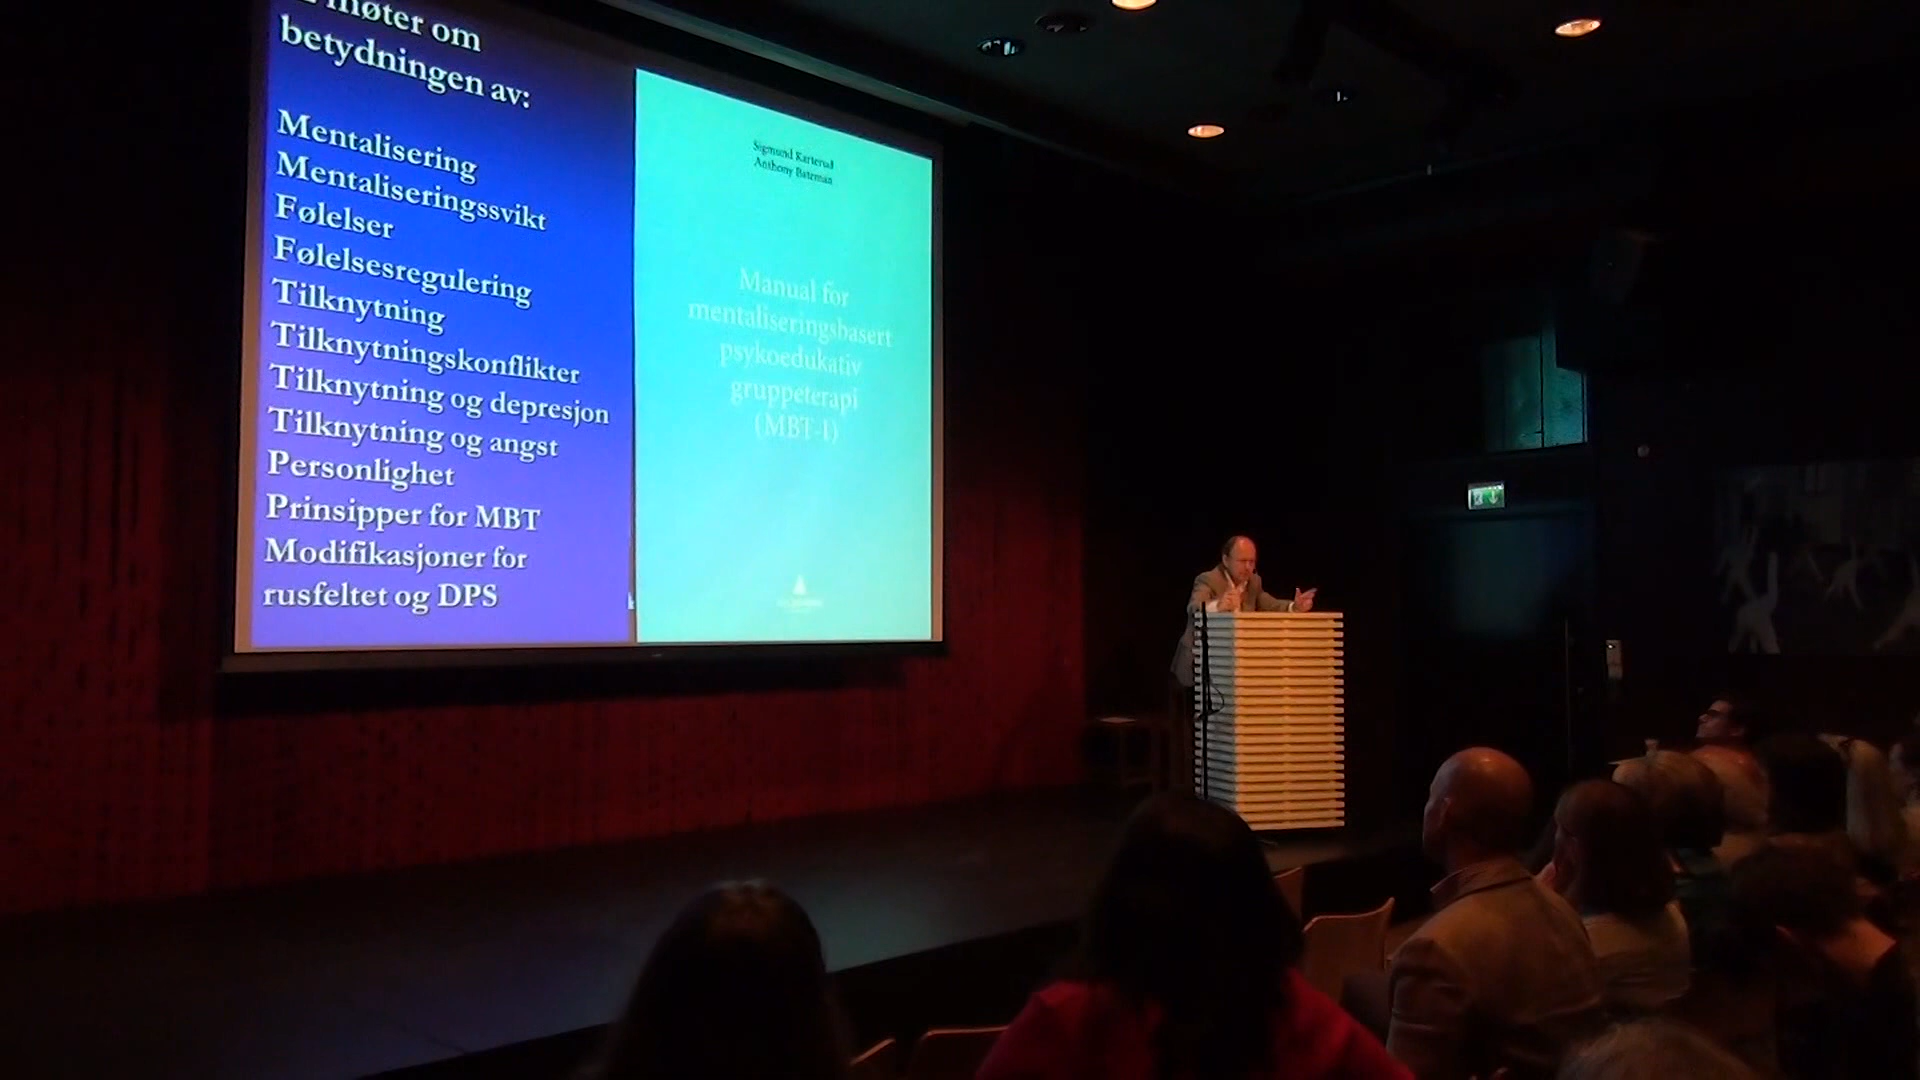 møter om
betydningen av:
Mentalisering
Mentaliseringssvikt
Følelser
Følelsesregulering
Tilknytning
Tilknytningskonflikter
Tilknytning og depresjon
Tilknytning og angst
Personlighet
Prinsipper for MBT
Modifikasjoner for
rusfeltet og DPS
Sigmund Karterud
Anthony Bateman
Manual for
mentaliseringsbasert
psykoedukativ
gruppeterapi
(MBT-I)